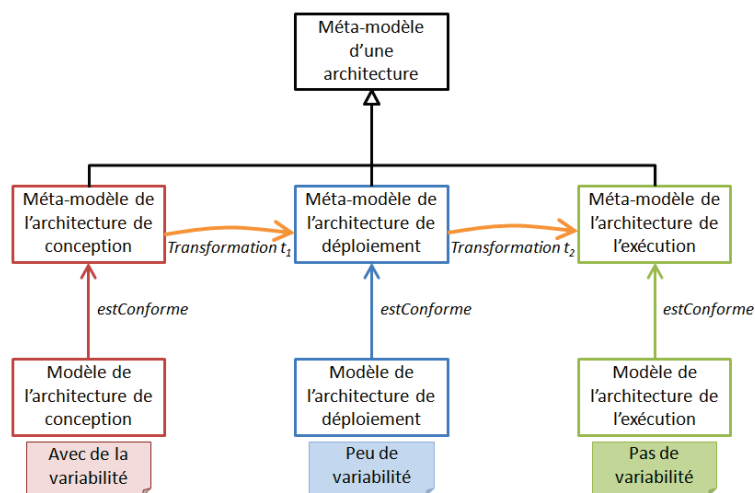 Méta-modèle
d'une
architecture
Méta-modèle de
l'architecture de
conception
Transformation t1
Méta-modèle de
l'architecture de
déploiement
Transformation t2
Méta-modèle de
l'architecture de
l'exécution
estConforme
estConforme
estConforme
Modèle de
l'architecture de
conception
Modèle de
l'architecture de
déploiement
Modèle de
l'architecture de
l'exécution
Avec de la
variabilité
Peu de
variabilité
Pas de
variabilité